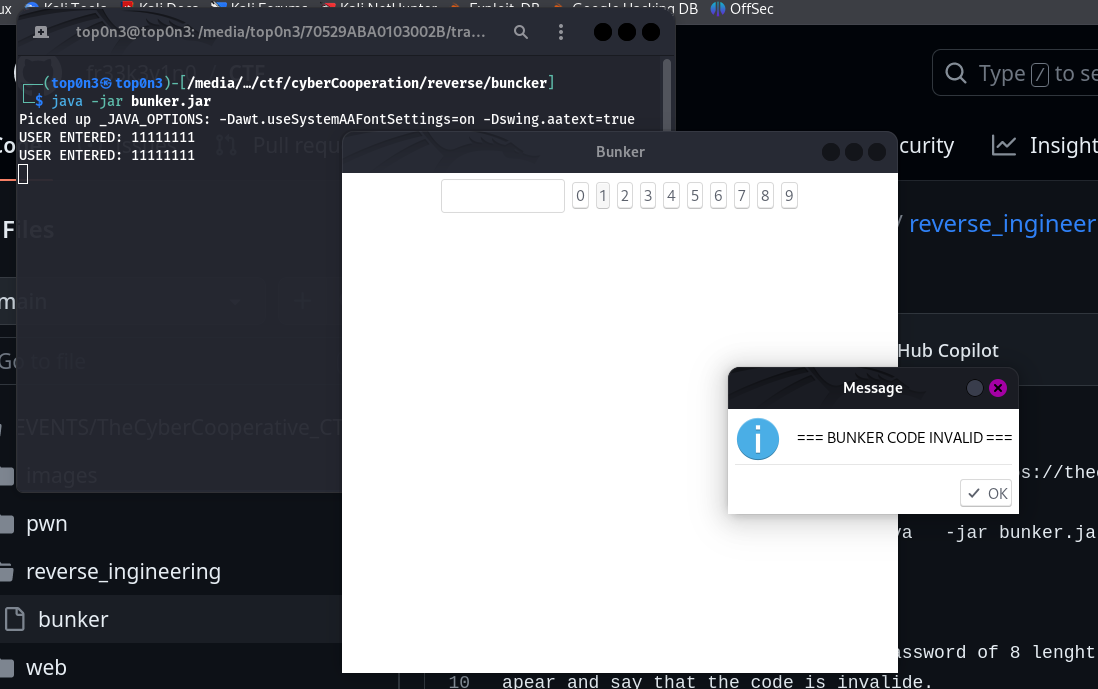 ux Kali Tools Kali Docs Kali Forums Kali NetHunter Exploit-DB Google Hacking DB OffSec
top0n3@top0n3: /media/top0n3/70529ABA0103002B/tra...
Type / to se
┌──(top0n3㉿top0n3)-[/media/…/ctf/cyberCooperation/reverse/buncker]
└─$ java -jar bunker.jar
Picked up _JAVA_OPTIONS: -Dawt.useSystemAAFontSettings=on -Dswing.aatext=true
USER ENTERED: 11111111
USER ENTERED: 11111111
Pull requ
curity
Insight
Bunker
0 1 2 3 4 5 6 7 8 9
Files
/ reverse_ingineer
main
Go to file
Hub Copilot
Message
=== BUNKER CODE INVALID ===
OK
EVENTS/TheCyberCooperative_CT
images
s://thec
pwn
va -jar bunker.ja
reverse_ingineering
bunker
web
assword of 8 lenght
10 apear and say that the code is invalide.